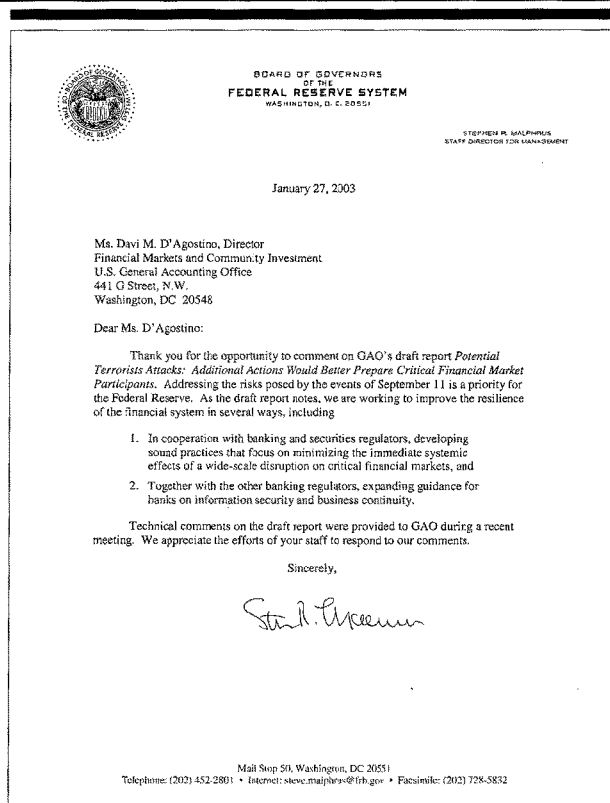 BOARD OF GOVERNORS
OF THE
FEDERAL RESERVE SYSTEM
WASHINGTON, D. C. 20551
STEPHEN R. MALPHRUS
STAFF DIRECTOR FOR MANAGEMENT
January 27, 2003
Ms. Davi M. D'Agostino, Director
Financial Markets and Community Investment
U.S. General Accounting Office
441 G Street, N.W.
Washington, DC 20548
Dear Ms. D'Agostino:
Thank you for the opportunity to comment on GAO's draft report Potential
Terrorists Attacks: Additional Actions Would Better Prepare Critical Financial Market
Participants. Addressing the risks posed by the events of September 11 is a priority for
the Federal Reserve. As the draft report notes, we are working to improve the resilience
of the financial system in several ways, including
1. In cooperation with banking and securities regulators, developing
sound practices that focus on minimizing the immediate systemic
effects of a wide-scale disruption on critical financial markets, and
2. Together with the other banking regulators, expanding guidance for
banks on information security and business continuity.
Technical comments on the draft report were provided to GAO during a recent
meeting. We appreciate the efforts of your staff to respond to our comments.
Sincerely,
Mail Stop 50, Washington, DC 20551
Telephone: (202) 452-2801 • Internet: steve.malphrus@frb.gov • Facsimile: (202) 728-5832